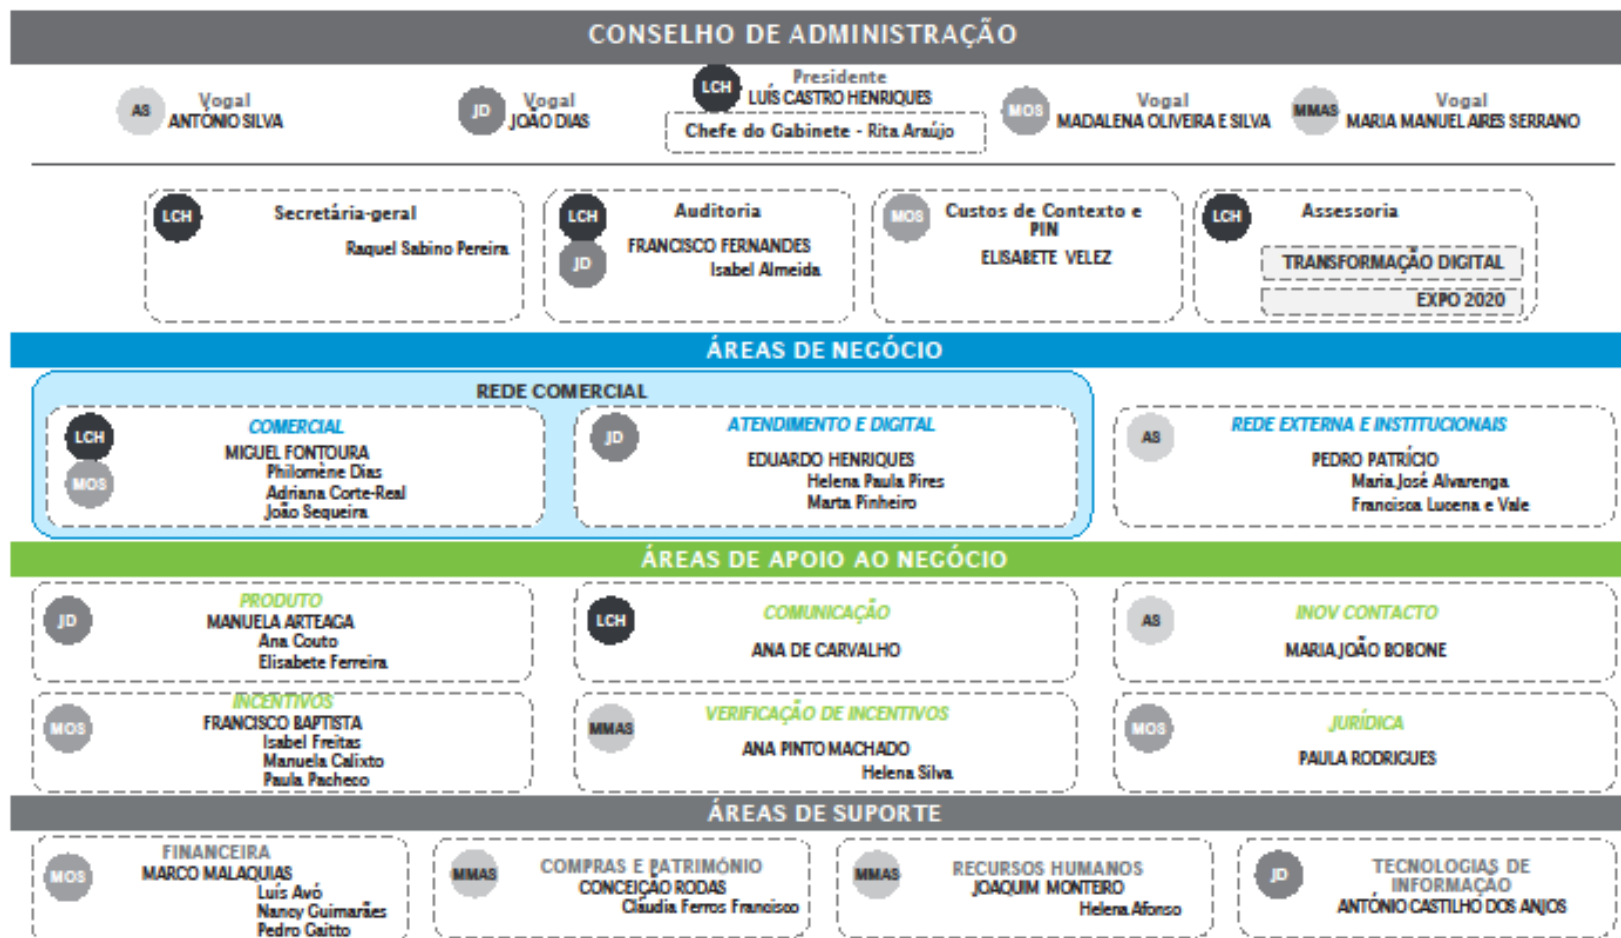 CONSELHO DE ADMINISTRAÇÃO
AS
Vogal
ANTÓNIO SILVA
JD
Vogal
JOÃO DIAS
LCH
Presidente
LUÍS CASTRO HENRIQUES
Chefe do Gabinete - Rita Araújo
MOS
Vogal
MADALENA OLIVEIRA E SILVA
MMAS
Vogal
MARIA MANUEL AIRES SERRANO
LCH
Secretária-geral
Raquel Sabino Pereira
LCH
JD
Auditoria
FRANCISCO FERNANDES
Isabel Almeida
MOS
Custos de Contexto e
PIN
ELISABETE VELEZ
LCH
Assessoria
TRANSFORMAÇÃO DIGITAL
EXPO 2020
ÁREAS DE NEGÓCIO
REDE COMERCIAL
LCH
MOS
COMERCIAL
MIGUEL FONTOURA
Philomène Dias
Adriana Corte-Real
João Sequeira
JD
ATENDIMENTO E DIGITAL
EDUARDO HENRIQUES
Helena Paula Pires
Marta Pinheiro
AS
REDE EXTERNA E INSTITUCIONAIS
PEDRO PATRÍCIO
Maria José Alvarenga
Francisca Lucena e Vale
ÁREAS DE APOIO AO NEGÓCIO
JD
PRODUTO
MANUELA ARTEAGA
Ana Couto
Elisabete Ferreira
LCH
COMUNICAÇÃO
ANA DE CARVALHO
AS
INOV CONTACTO
MARIA JOÃO BOBONE
MOS
INCENTIVOS
FRANCISCO BAPTISTA
Isabel Freitas
Manuela Calixto
Paula Pacheco
MMAS
VERIFICAÇÃO DE INCENTIVOS
ANA PINTO MACHADO
Helena Silva
MOS
JURÍDICA
PAULA RODRIGUES
ÁREAS DE SUPORTE
MOS
FINANCEIRA
MARCO MALAQUIAS
Luís Avó
Nancy Guimarães
Pedro Gaitto
MMAS
COMPRAS E PATRIMÓNIO
CONCEIÇÃO RODAS
Cláudia Ferros Francisco
MMAS
RECURSOS HUMANOS
JOAQUIM MONTEIRO
Helena Afonso
JD
TECNOLOGIAS DE
INFORMAÇÃO
ANTÓNIO CASTILHO DOS ANJOS